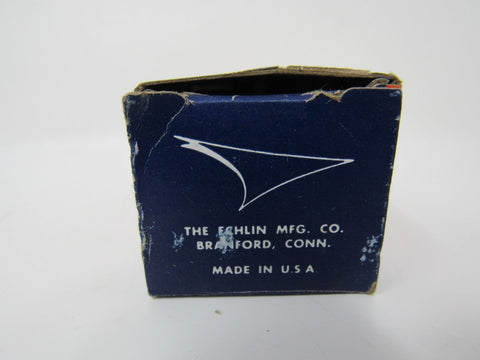 THE ECHLIN MFG. CO.
BRANFORD, CONN.
MADE IN U.S.A.